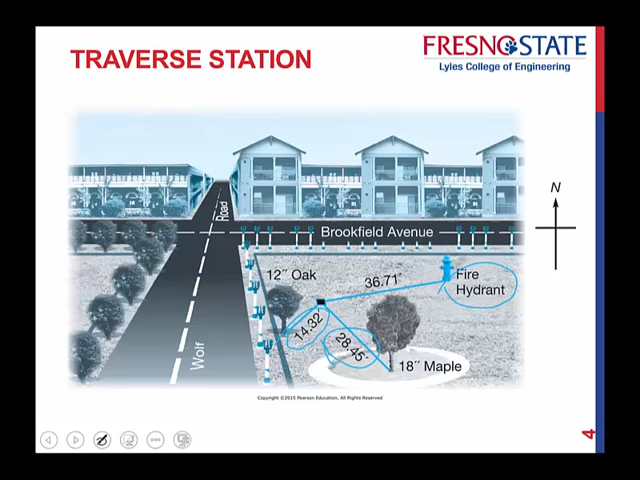 TRAVERSE STATION
FRESNO STATE
Lyles College of Engineering
N
Road
Brookfield Avenue
12″ Oak
36.71′
Fire
Hydrant
14.32′
28.45′
Wolf
18″ Maple
Copyright ©2015 Pearson Education, All Rights Reserved
4